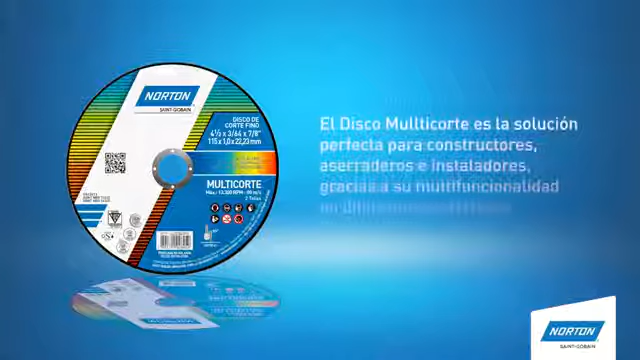 NORTON
SAINT-GOBAIN
DISCO DE
CORTE FINO
4½ x 3/64 x 7/8"
115 x 1,0 x 22,23 mm
MULTICORTE
El Disco Mullticorte es la solución
perfecta para constructores,
aserraderos e instaladores,
gracias a su multifuncionalidad
NORTON
SAINT-GOBAIN